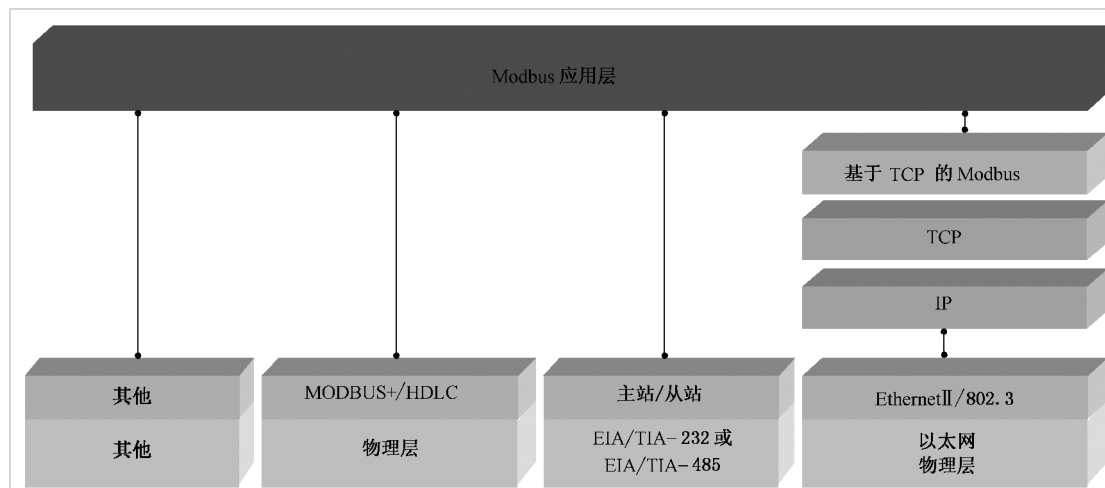 Modbus 应用层
基于 TCP 的 Modbus
TCP
IP
其他
MODBUS+/HDLC
主站/从站
EthernetⅡ/802.3
其他
物理层
EIA/TIA-232 或
EIA/TIA-485
以太网
物理层